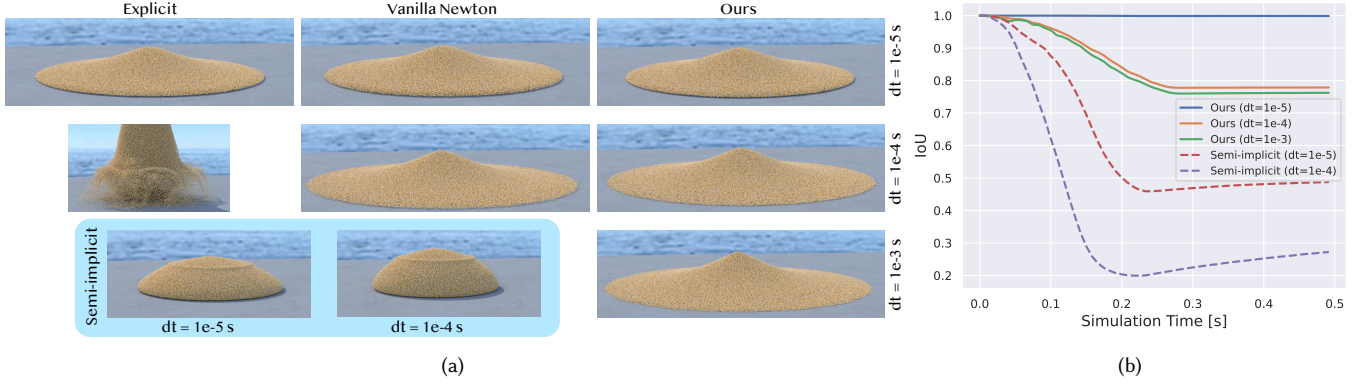 Explicit
Vanilla Newton
Ours
dt = 1e-5 s
dt = 1e-4 s
Semi-implicit
dt = 1e-5 s
dt = 1e-4 s
dt = 1e-3 s
(a)
1.0
0.9
0.8
0.7
0.6
0.5
0.4
0.3
0.2
IoU
Ours (dt=1e-5)
Ours (dt=1e-4)
Ours (dt=1e-3)
Semi-implicit (dt=1e-5)
Semi-implicit (dt=1e-4)
0.0 0.1 0.2 0.3 0.4 0.5
Simulation Time [s]
(b)